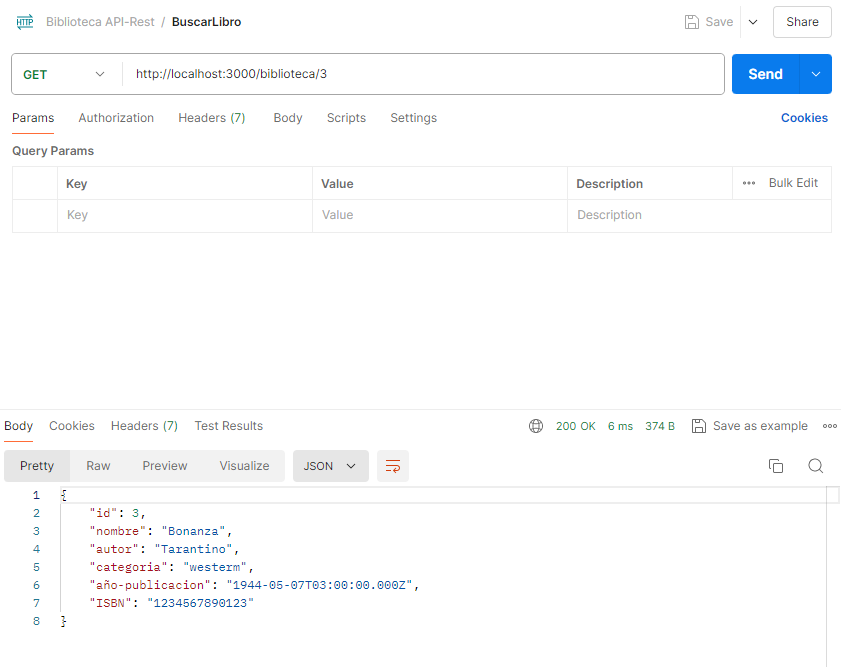 HTTP Biblioteca API-Rest / BuscarLibro Save Share
GET http://localhost:3000/biblioteca/3 Send
Params Authorization Headers (7) Body Scripts Settings Cookies
Query Params
Key Value Description Bulk Edit
Key Value Description
Body Cookies Headers (7) Test Results 200 OK 6 ms 374 B Save as example
Pretty Raw Preview Visualize JSON
1 {
2 "id": 3,
3 "nombre": "Bonanza",
4 "autor": "Tarantino",
5 "categoria": "westerm",
6 "año-publicacion": "1944-05-07T03:00:00.000Z",
7 "ISBN": "1234567890123"
8 }